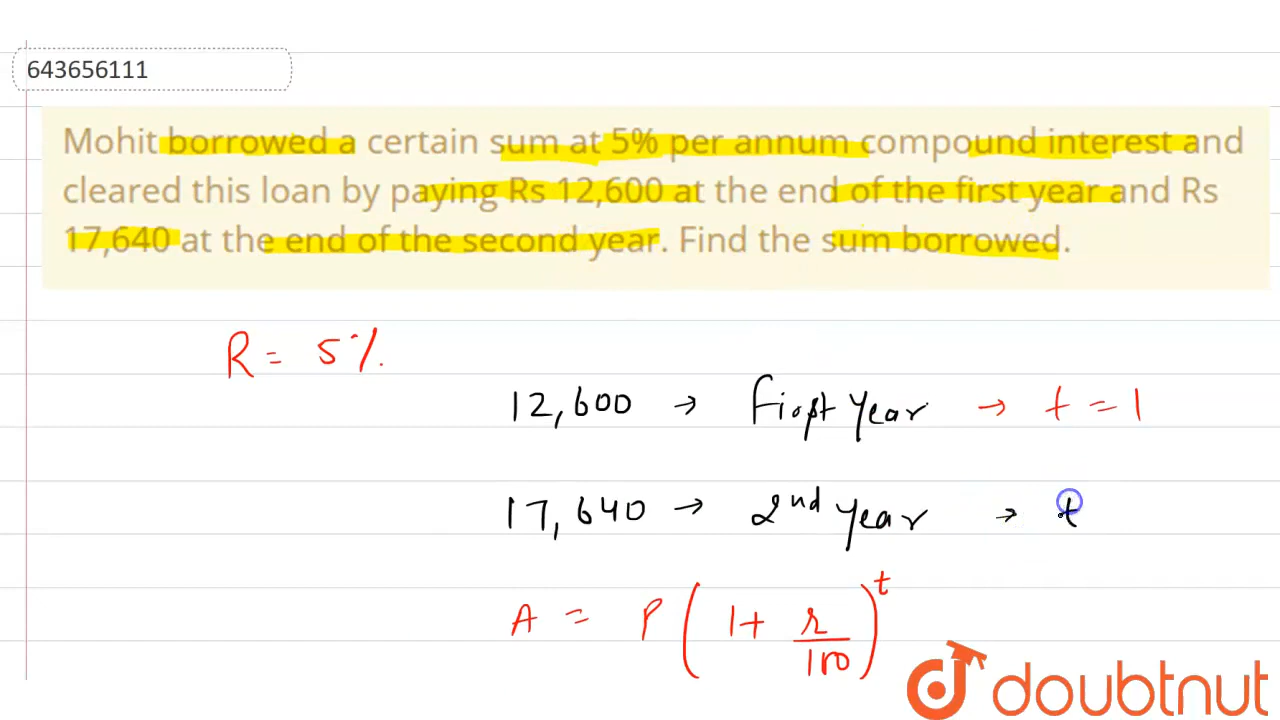 643656111
Mohit borrowed a certain sum at 5% per annum compound interest and
cleared this loan by paying Rs 12,600 at the end of the first year and Rs
17,640 at the end of the second year. Find the sum borrowed.
R = 5%.
12,600 → First Year → t = 1
17,640 → 2nd Year → t
A = P (1 + r/100)^t
doubtnut